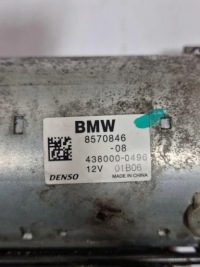 BMW
8570846
-08
438000-0496
12V 01B06
DENSO MADE IN CHINA